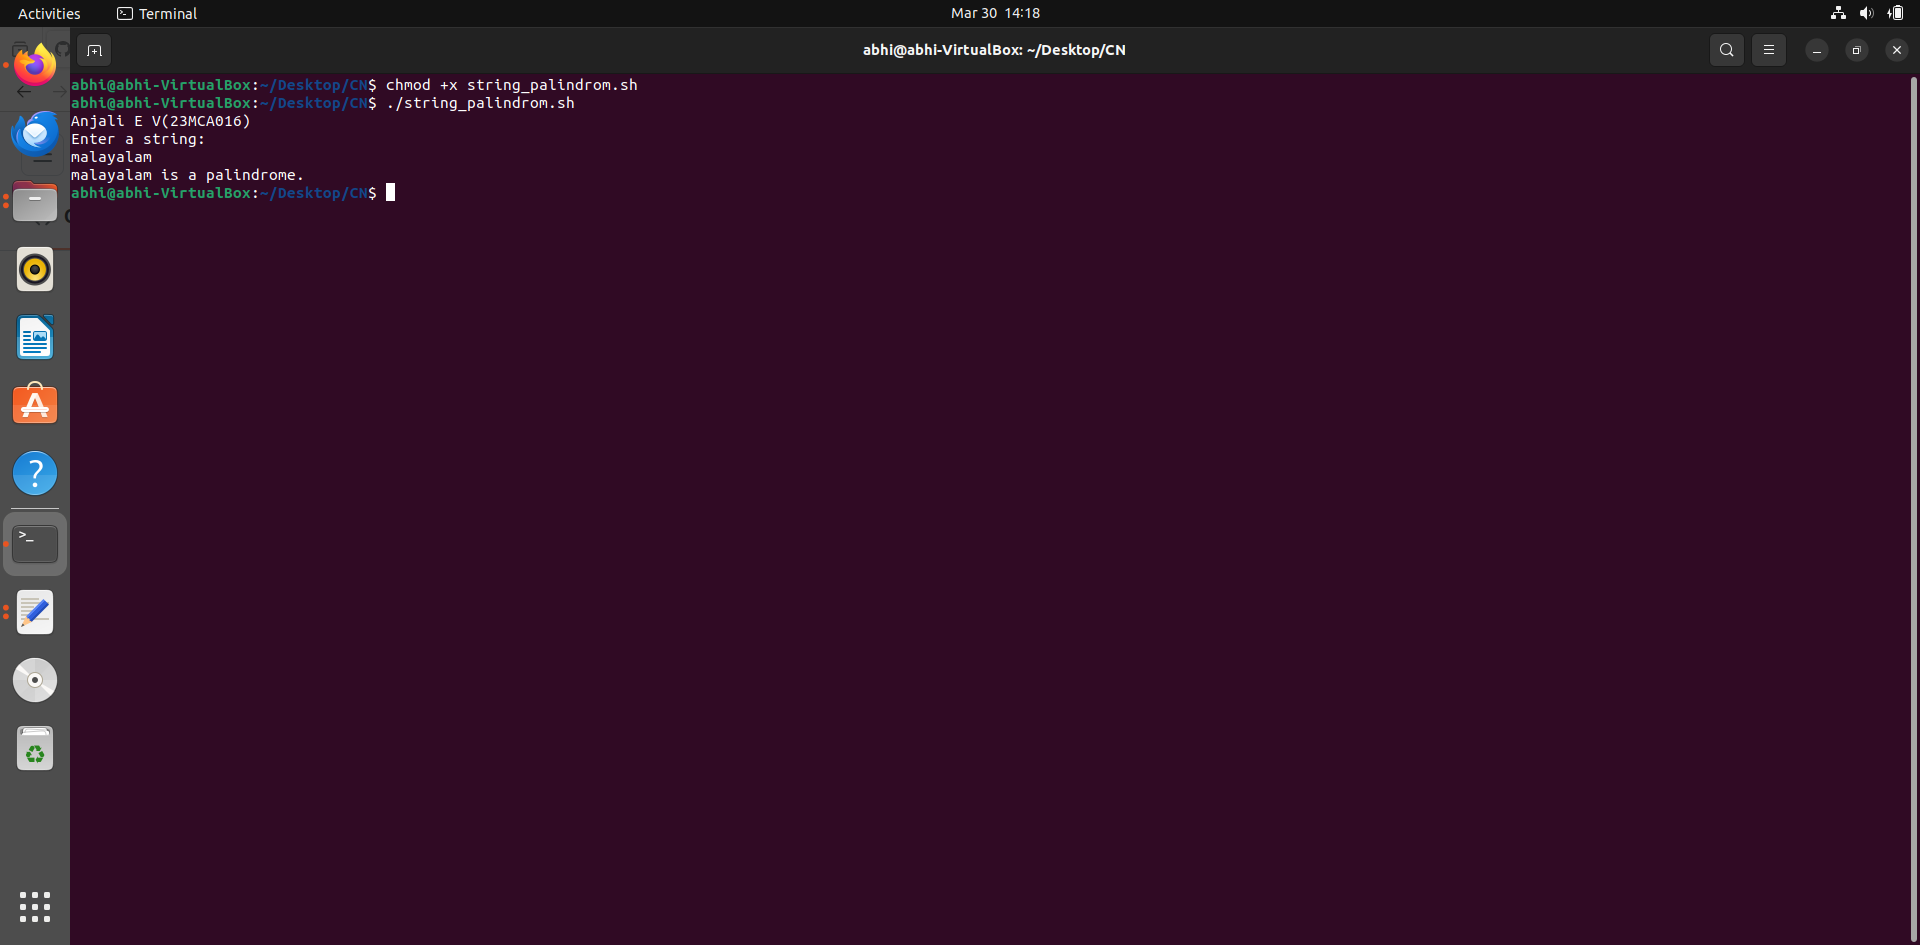 Activities Terminal Mar 30 14:18
abhi@abhi-VirtualBox: ~/Desktop/CN
abhi@abhi-VirtualBox:~/Desktop/CN$ chmod +x string_palindrom.sh
abhi@abhi-VirtualBox:~/Desktop/CN$ ./string_palindrom.sh
Anjali E V(23MCA016)
Enter a string:
malayalam
malayalam is a palindrome.
abhi@abhi-VirtualBox:~/Desktop/CN$